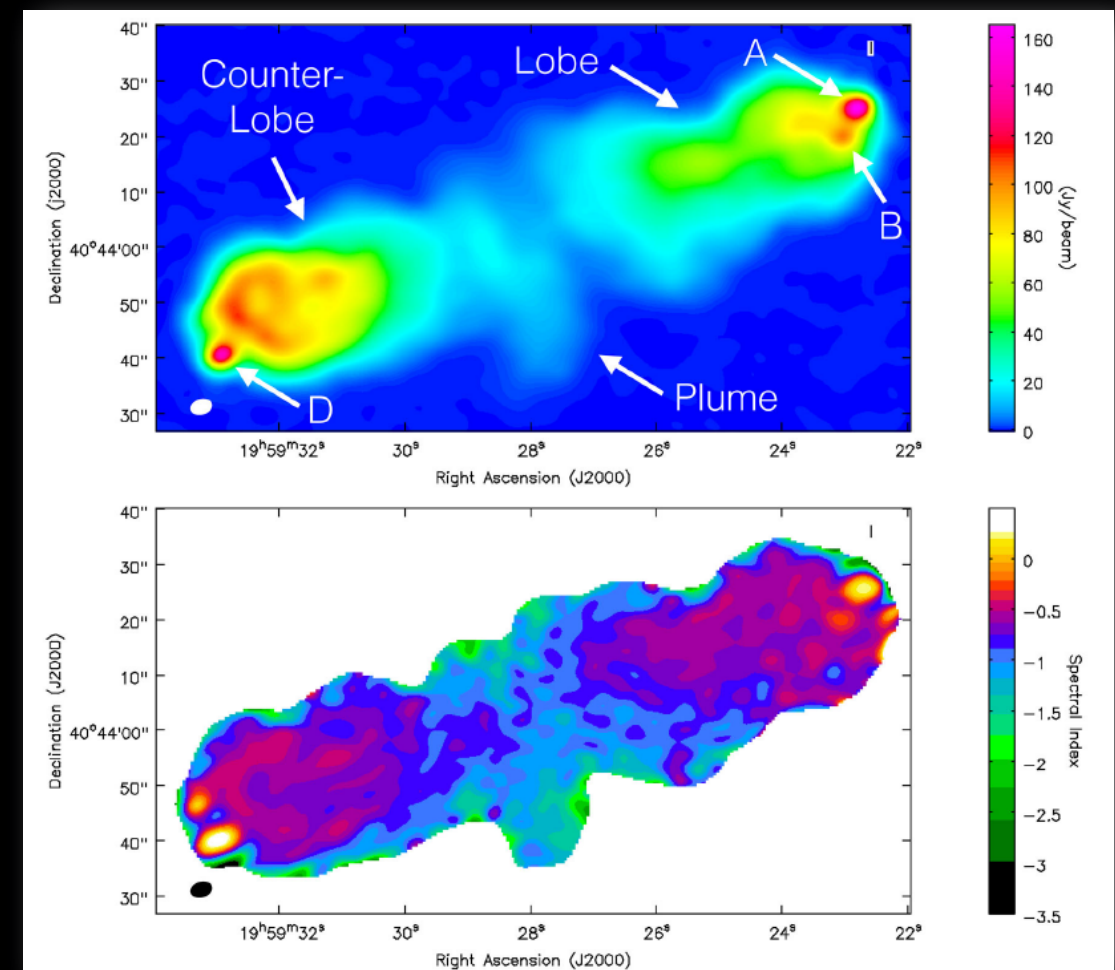 40"
30"
20"
10"
40°44'00"
50"
40"
30"
Declination (j2000)
Counter-
Lobe
Lobe
A
B
D
Plume
I
19ʰ59ᵐ32ˢ
30ˢ
28ˢ
26ˢ
24ˢ
22ˢ
Right Ascension (J2000)
160
140
120
100
80
60
40
20
0
(Jy/beam)
40"
30"
20"
10"
40°44'00"
50"
40"
30"
Declination (J2000)
I
19ʰ59ᵐ32ˢ
30ˢ
28ˢ
26ˢ
24ˢ
22ˢ
Right Ascension (J2000)
0
−0.5
−1
−1.5
−2
−2.5
−3
−3.5
Spectral Index